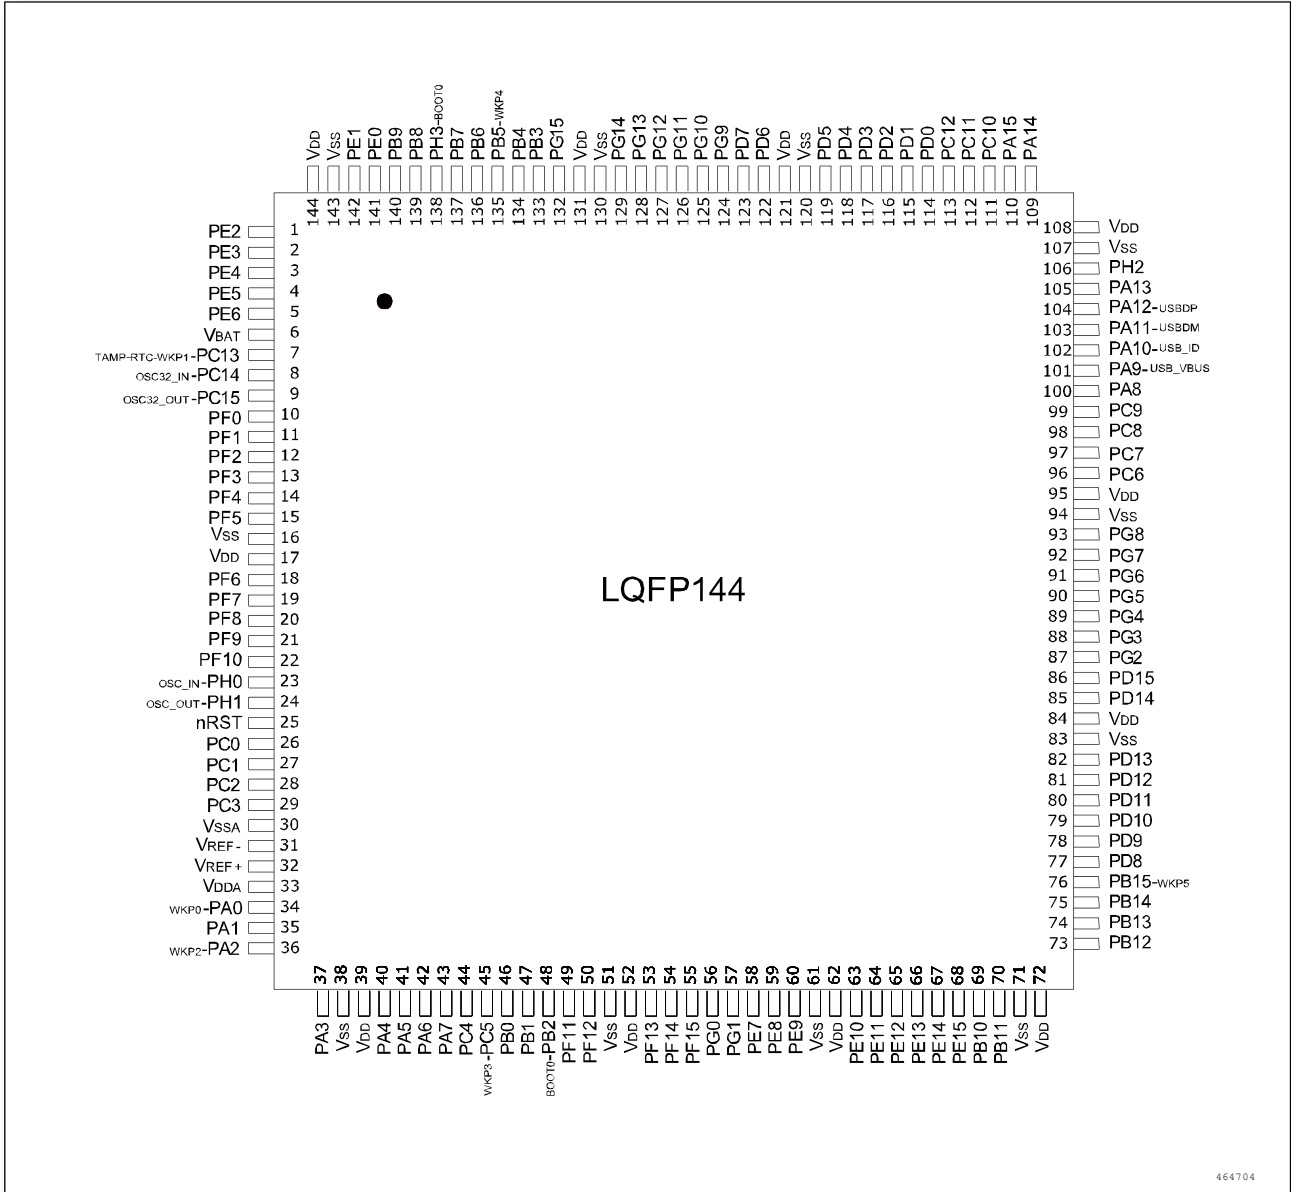 VDD
VSS
PE1
PE0
PB9
PB8
PH3-BOOT0
PB7
PB6
PB5-WKP4
PB4
PB3
PG15
VDD
VSS
PG14
PG13
PG12
PG11
PG10
PG9
PD7
PD6
VDD
VSS
PD5
PD4
PD3
PD2
PD1
PD0
PC12
PC11
PC10
PA15
PA14
144
143
142
141
140
139
138
137
136
135
134
133
132
131
130
129
128
127
126
125
124
123
122
121
120
119
118
117
116
115
114
113
112
111
110
109
PE2 1
PE3 2
PE4 3
PE5 4
PE6 5
VBAT 6
TAMP-RTC-WKP1-PC13 7
OSC32_IN-PC14 8
OSC32_OUT-PC15 9
PF0 10
PF1 11
PF2 12
PF3 13
PF4 14
PF5 15
VSS 16
VDD 17
PF6 18
PF7 19
PF8 20
PF9 21
PF10 22
OSC_IN-PH0 23
OSC_OUT-PH1 24
nRST 25
PC0 26
PC1 27
PC2 28
PC3 29
VSSA 30
VREF- 31
VREF+ 32
VDDA 33
WKP0-PA0 34
PA1 35
WKP2-PA2 36
LQFP144
108 VDD
107 VSS
106 PH2
105 PA13
104 PA12-USBDP
103 PA11-USBDM
102 PA10-USB_ID
101 PA9-USB_VBUS
100 PA8
99 PC9
98 PC8
97 PC7
96 PC6
95 VDD
94 VSS
93 PG8
92 PG7
91 PG6
90 PG5
89 PG4
88 PG3
87 PG2
86 PD15
85 PD14
84 VDD
83 VSS
82 PD13
81 PD12
80 PD11
79 PD10
78 PD9
77 PD8
76 PB15-WKP5
75 PB14
74 PB13
73 PB12
37
38
39
40
41
42
43
44
45
46
47
48
49
50
51
52
53
54
55
56
57
58
59
60
61
62
63
64
65
66
67
68
69
70
71
72
PA3
VSS
VDD
PA4
PA5
PA6
PA7
PC4
WKP3-PC5
PB0
PB1
BOOT0-PB2
PF11
PF12
VSS
VDD
PF13
PF14
PF15
PG0
PG1
PE7
PE8
PE9
VSS
VDD
PE10
PE11
PE12
PE13
PE14
PE15
PB10
PB11
VSS
VDD
464704